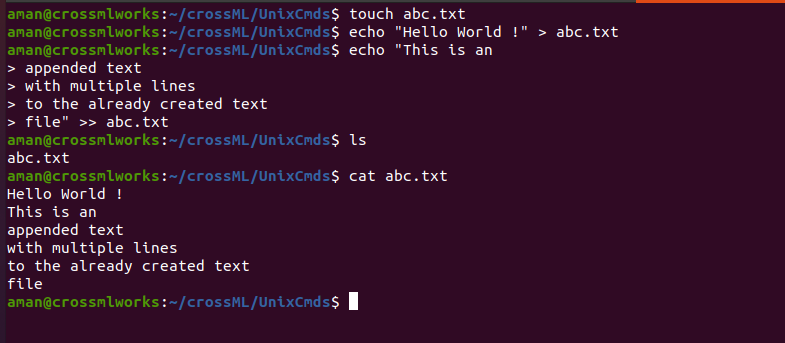 aman@crossmlworks:~/crossML/UnixCmds$ touch abc.txt
aman@crossmlworks:~/crossML/UnixCmds$ echo "Hello World !" > abc.txt
aman@crossmlworks:~/crossML/UnixCmds$ echo "This is an
> appended text
> with multiple lines
> to the already created text
> file" >> abc.txt
aman@crossmlworks:~/crossML/UnixCmds$ ls
abc.txt
aman@crossmlworks:~/crossML/UnixCmds$ cat abc.txt
Hello World !
This is an
appended text
with multiple lines
to the already created text
file
aman@crossmlworks:~/crossML/UnixCmds$